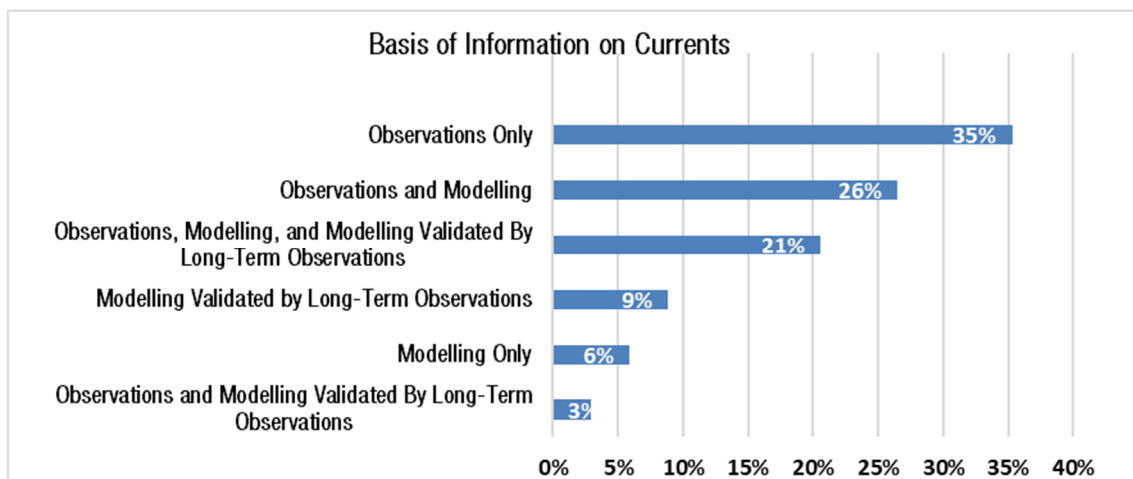 Basis of Information on Currents
Observations Only
35%
Observations and Modelling
26%
Observations, Modelling, and Modelling Validated By
Long-Term Observations
21%
Modelling Validated by Long-Term Observations
9%
Modelling Only
6%
Observations and Modelling Validated By Long-Term
Observations
3%
0% 5% 10% 15% 20% 25% 30% 35% 40%